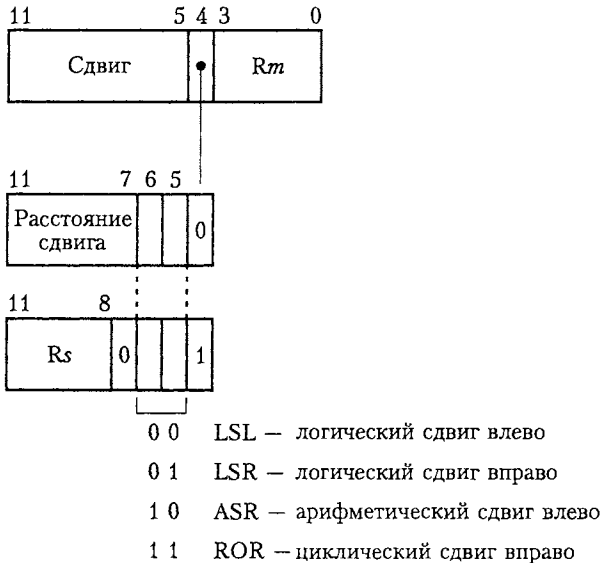 11 5 4 3 0
Сдвиг Rm
11 7 6 5
Расстояние
сдвига
0
11 8
Rs 0 1
0 0 LSL — логический сдвиг влево
0 1 LSR — логический сдвиг вправо
1 0 ASR — арифметический сдвиг влево
1 1 ROR — циклический сдвиг вправо